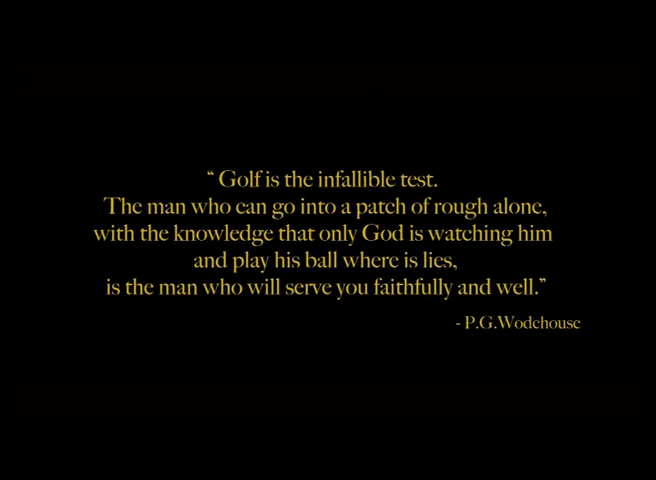 “ Golf is the infallible test.
The man who can go into a patch of rough alone,
with the knowledge that only God is watching him
and play his ball where is lies,
is the man who will serve you faithfully and well.”
- P.G.Wodehouse